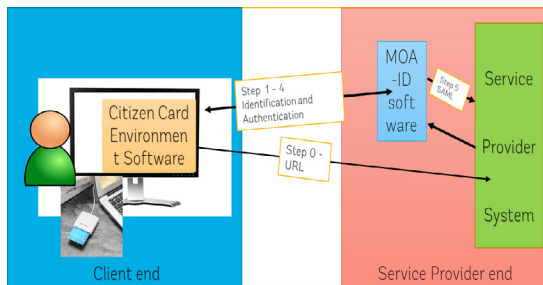 Citizen Card
Environmen
t Software
Step 1 - 4
Identification and
Authentication
Step 0 -
URL
MOA
-ID
soft
ware
Step 5
SAML
Service
Provider
System
Client end
Service Provider end